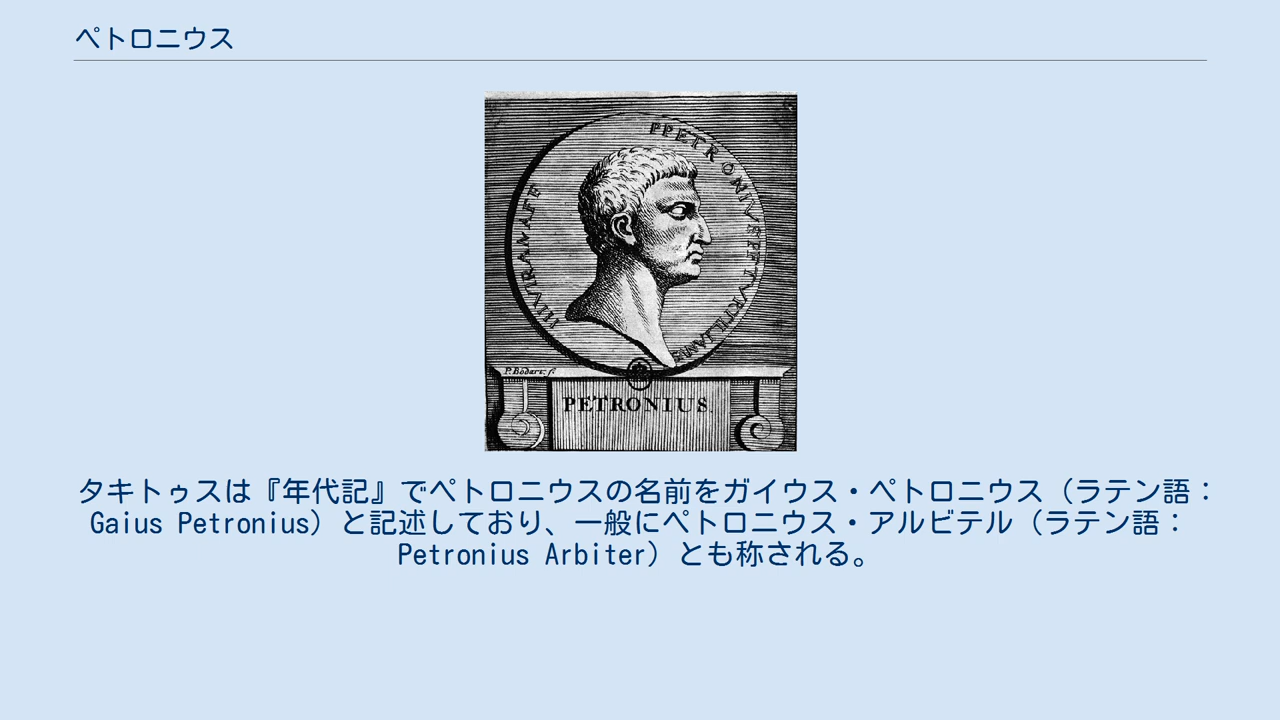 ペトロニウス
P. Bodart f.
PETRONIUS
タキトゥスは『年代記』でペトロニウスの名前をガイウス・ペトロニウス（ラテン語：
Gaius Petronius）と記述しており、一般にペトロニウス・アルビテル（ラテン語：
Petronius Arbiter）とも称される。